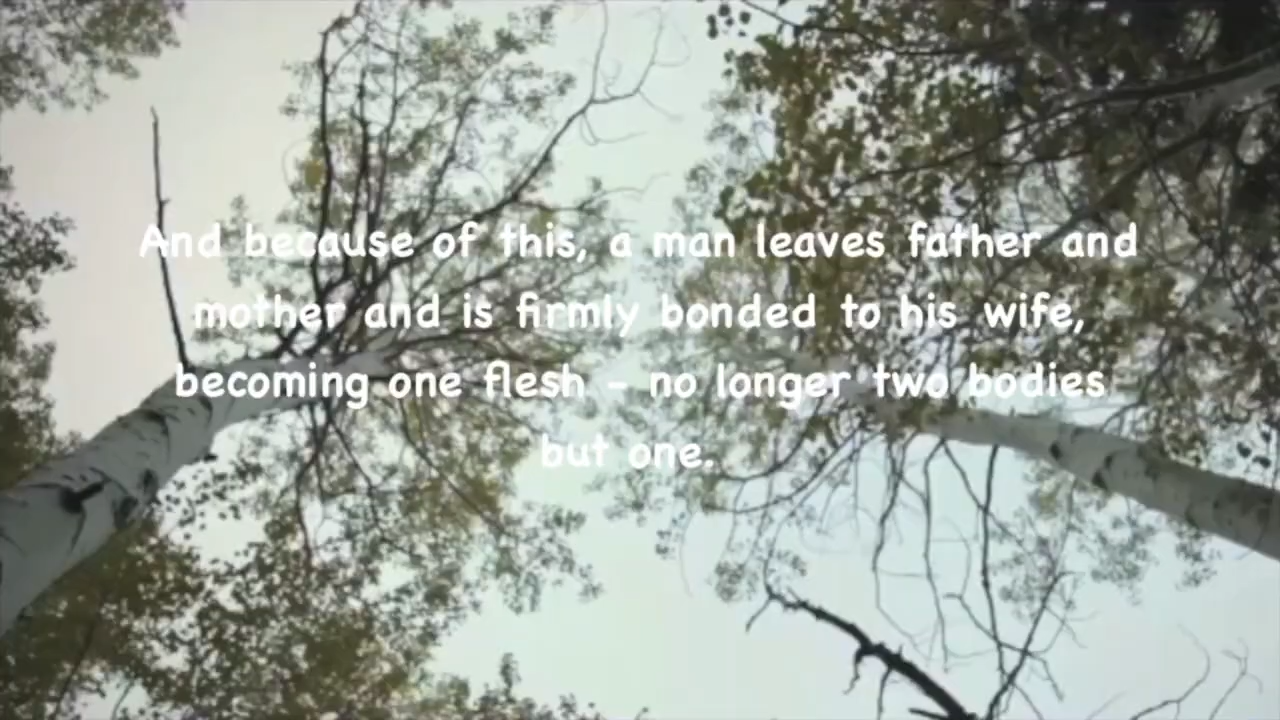 And because of this, a man leaves father and
mother and is firmly bonded to his wife,
becoming one flesh - no longer two bodies
but one.